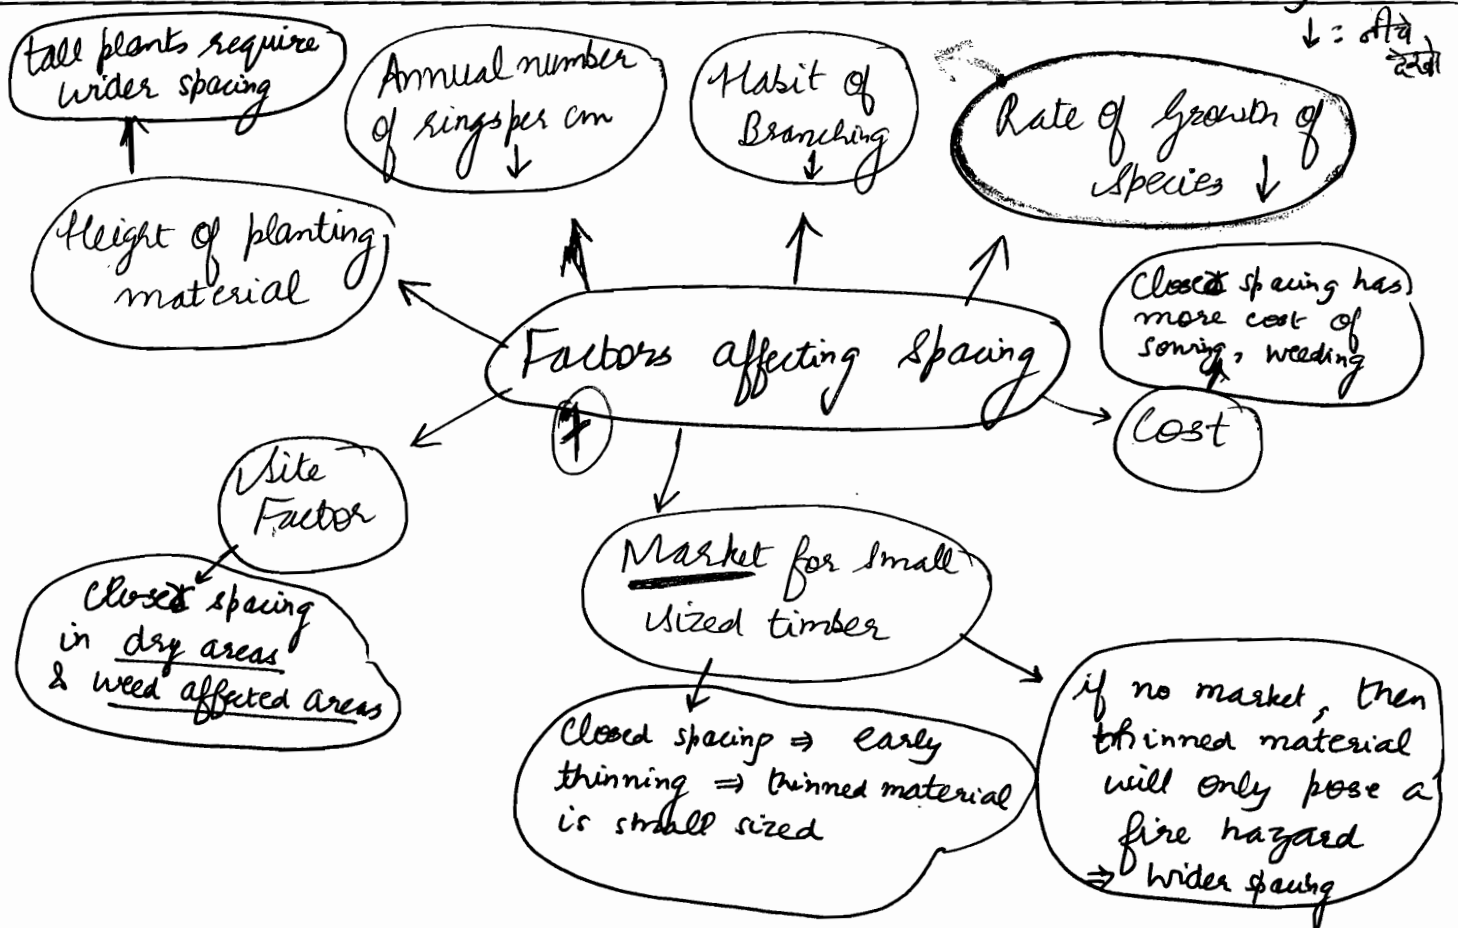 ↓ = नीचे
देखो
tall plants require
wider spacing
Annual number
of rings per cm
↓
Habit of
Branching
↓
Rate of Growth of
species ↓
Height of planting
material
Factors affecting spacing
7
Closed spacing has
more cost of
sowing, weeding
Cost
Site
Factor
Closed spacing
in dry areas
& weed affected areas
Market for small
sized timber
Closed spacing ⇒ early
thinning ⇒ thinned material
is small sized
if no market, then
thinned material
will only pose a
fire hazard
⇒ wider spacing